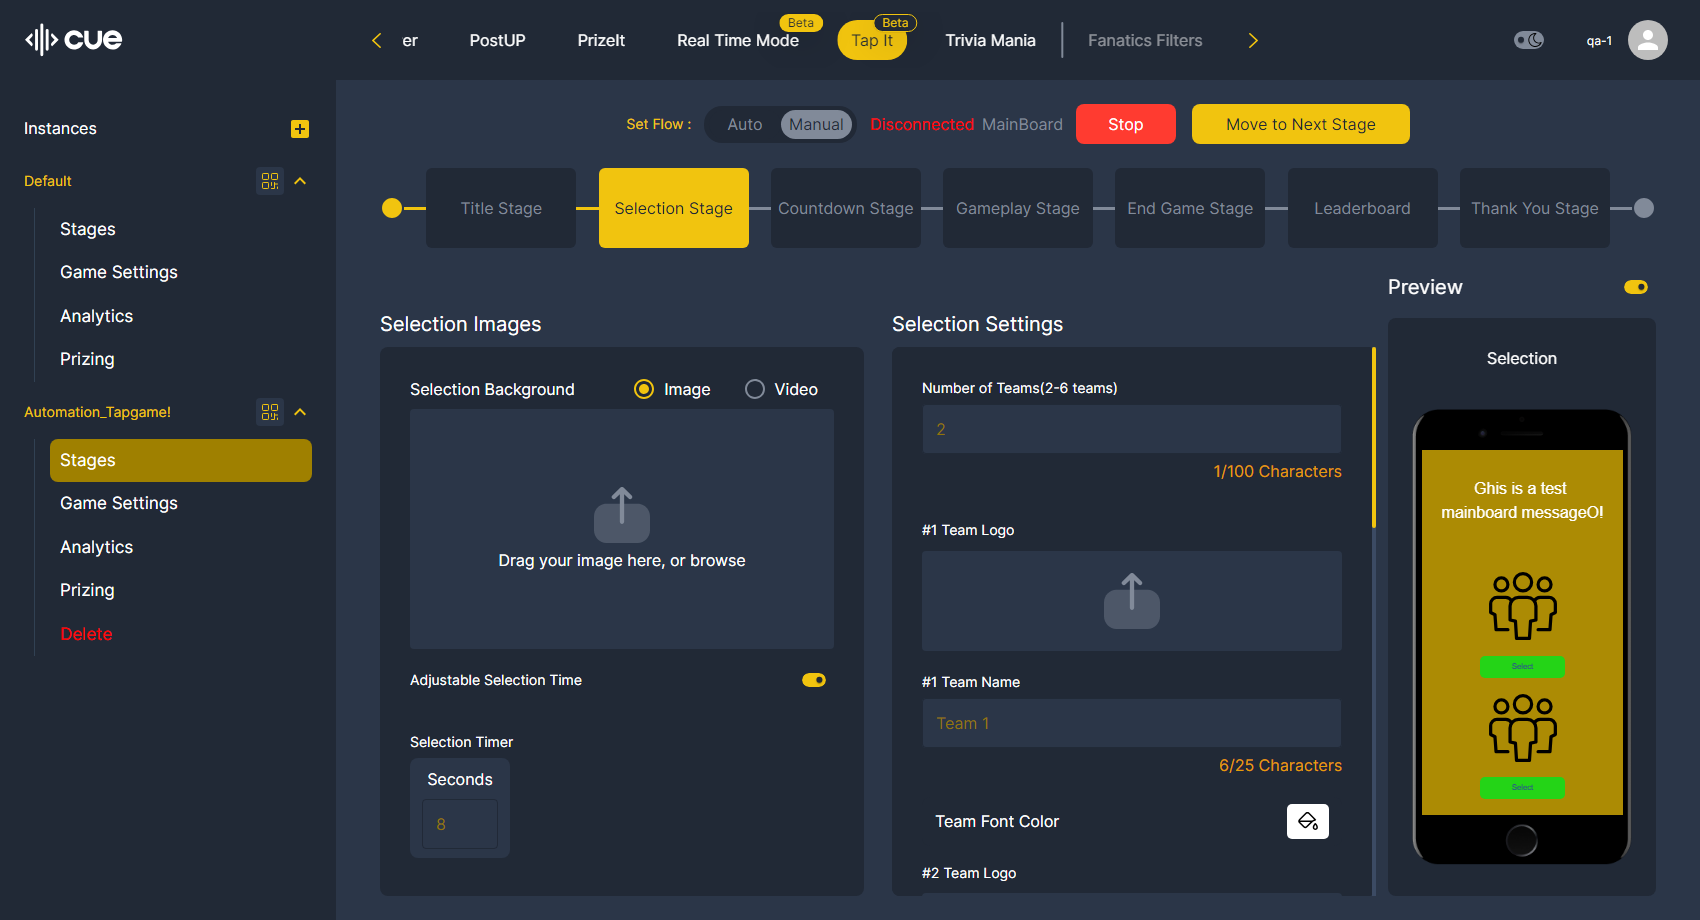 cue
er
PostUP
PrizeIt
Real Time Mode
Beta
Tap It
Beta
Trivia Mania
Fanatics Filters
qa-1
Instances
Default
Stages
Game Settings
Analytics
Prizing
Automation_Tapgame!
Stages
Game Settings
Analytics
Prizing
Delete
Set Flow :
Auto
Manual
Disconnected MainBoard
Stop
Move to Next Stage
Title Stage
Selection Stage
Countdown Stage
Gameplay Stage
End Game Stage
Leaderboard
Thank You Stage
Selection Images
Selection Background
Image
Video
Drag your image here, or browse
Adjustable Selection Time
Selection Timer
Seconds
8
Selection Settings
Number of Teams(2-6 teams)
2
1/100 Characters
#1 Team Logo
#1 Team Name
Team 1
6/25 Characters
Team Font Color
#2 Team Logo
Preview
Selection
Ghis is a test
mainboard messageO!
Select
Select